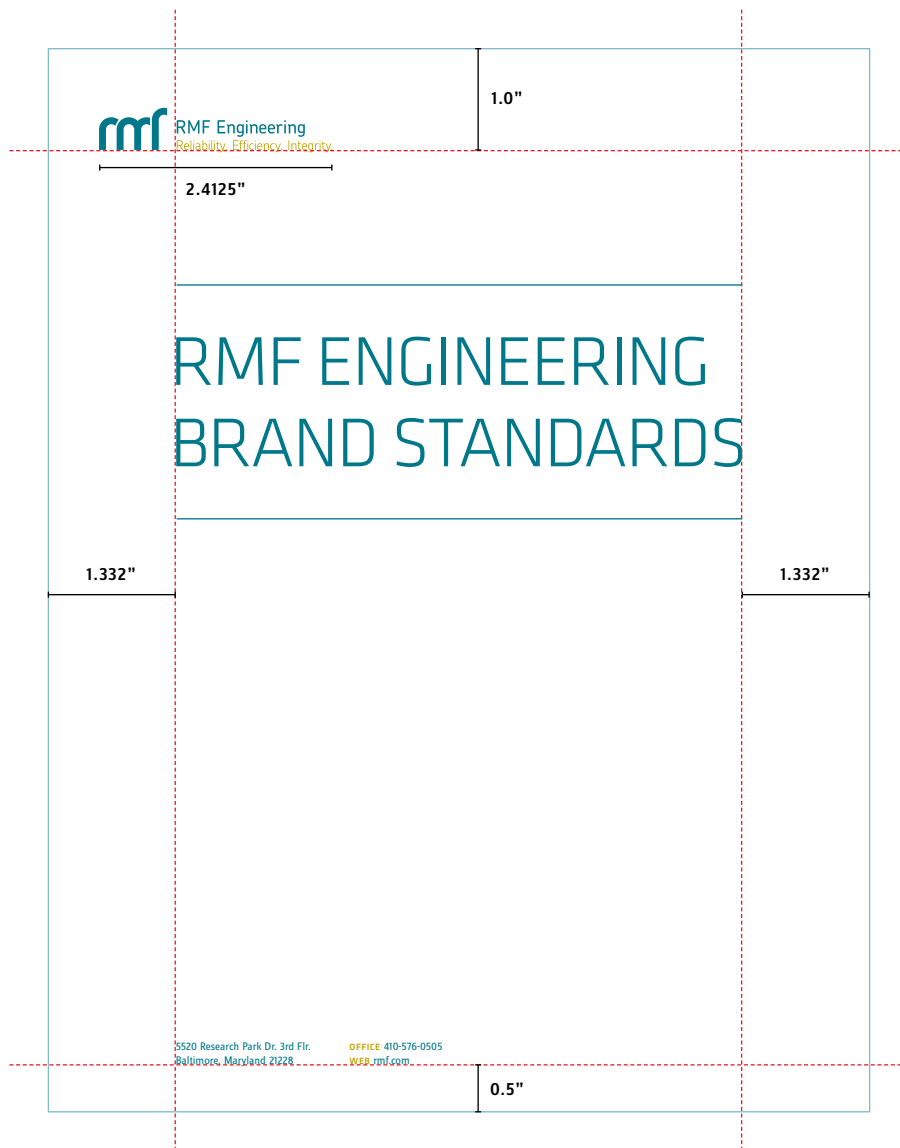 1.0”
rmf RMF Engineering
Reliability. Efficiency. Integrity.
2.4125”
RMF ENGINEERING
BRAND STANDARDS
1.332”
1.332”
5520 Research Park Dr. 3rd Flr.
Baltimore, Maryland 21228
OFFICE 410-576-0505
WEB rmf.com
0.5”